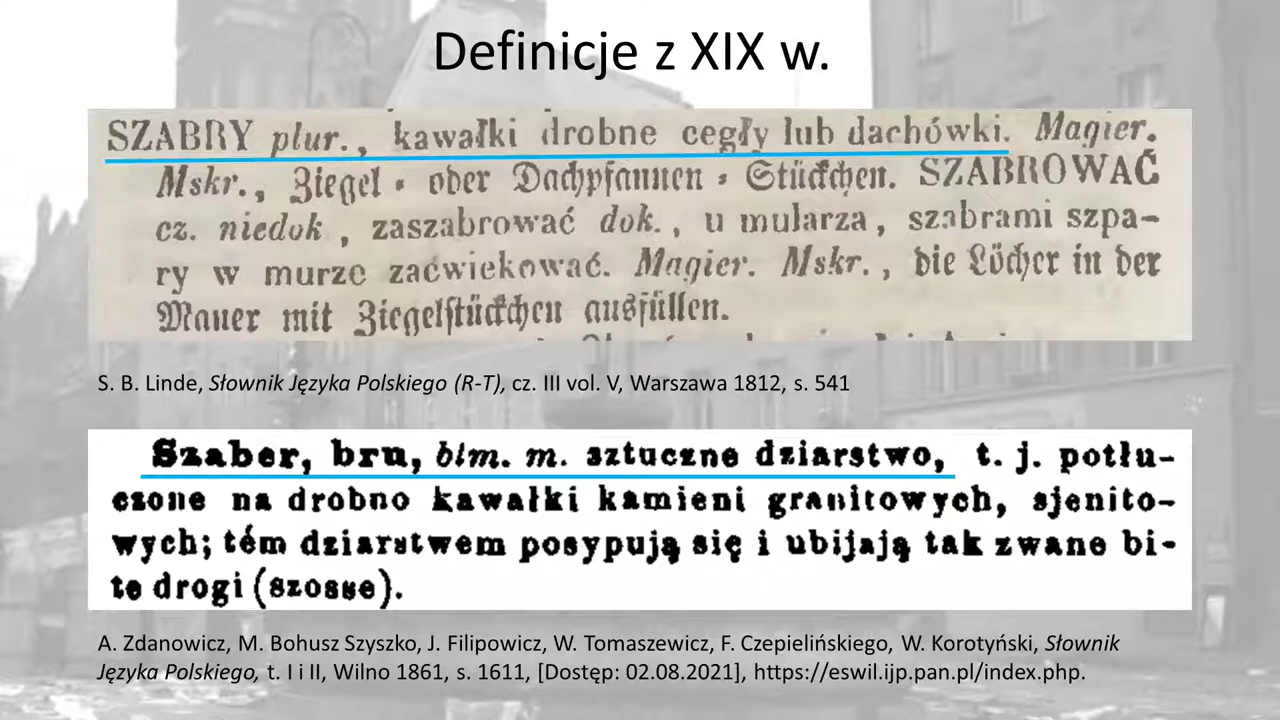 Definicje z XIX w.
SZABRY plur., kawałki drobne cegły lub dachówki. Magier.
Mskr., Ziegel- oder Dachpfannen-Stückchen. SZABROWAĆ
cz. niedok, zaszabrować dok., u mularza, szabrami szpa-
ry w murze zaćwiekować. Magier. Mskr., die Löcher in der
Mauer mit Ziegelstückchen ausfüllen.
S. B. Linde, Słownik Języka Polskiego (R-T), cz. III vol. V, Warszawa 1812, s. 541
Szaber, bru, blm. m. sztuczne dziarstwo, t. j. potłu-
czone na drobno kawałki kamieni granitowych, sjenito-
wych; tém dziarstwem posypują się i ubijają tak zwane bi-
te drogi (szosse).
A. Zdanowicz, M. Bohusz Szyszko, J. Filipowicz, W. Tomaszewicz, F. Czepielińskiego, W. Korotyński, Słownik
Języka Polskiego, t. I i II, Wilno 1861, s. 1611, [Dostęp: 02.08.2021], https://eswil.ijp.pan.pl/index.php.